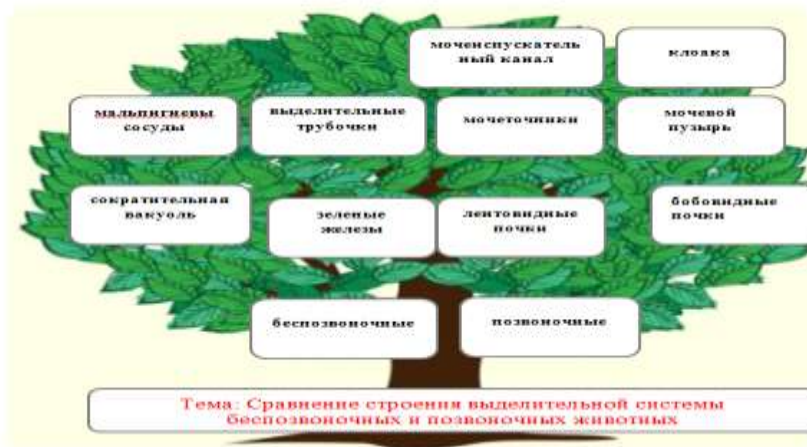 мочеиспускатель
ный канал
клоака
мальпигиевы
сосуды
выделительные
трубочки
мочеточники
мочевой
пузырь
сократительная
вакуоль
зеленые
железы
лентовидные
почки
бобовидные
почки
беспозвоночные
позвоночные
Тема: Сравнение строения выделительной системы
беспозвоночных и позвоночных животных